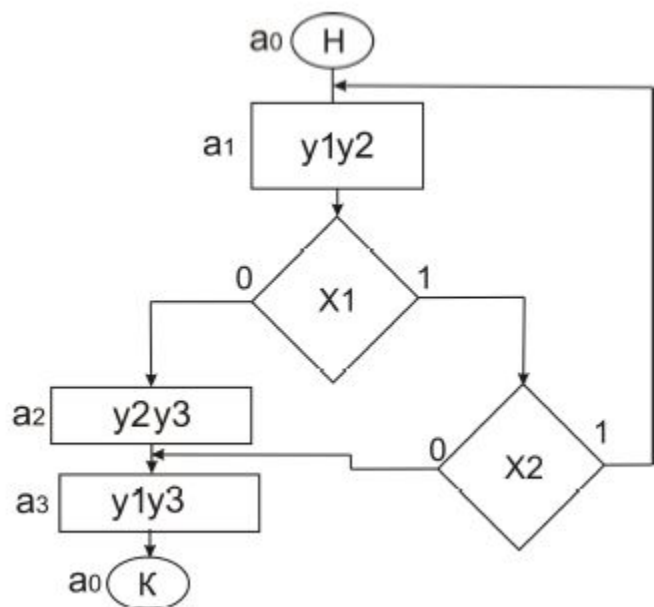 a0 Н
a1 y1y2
0 X1 1
a2 y2y3
0 X2 1
a3 y1y3
a0 К